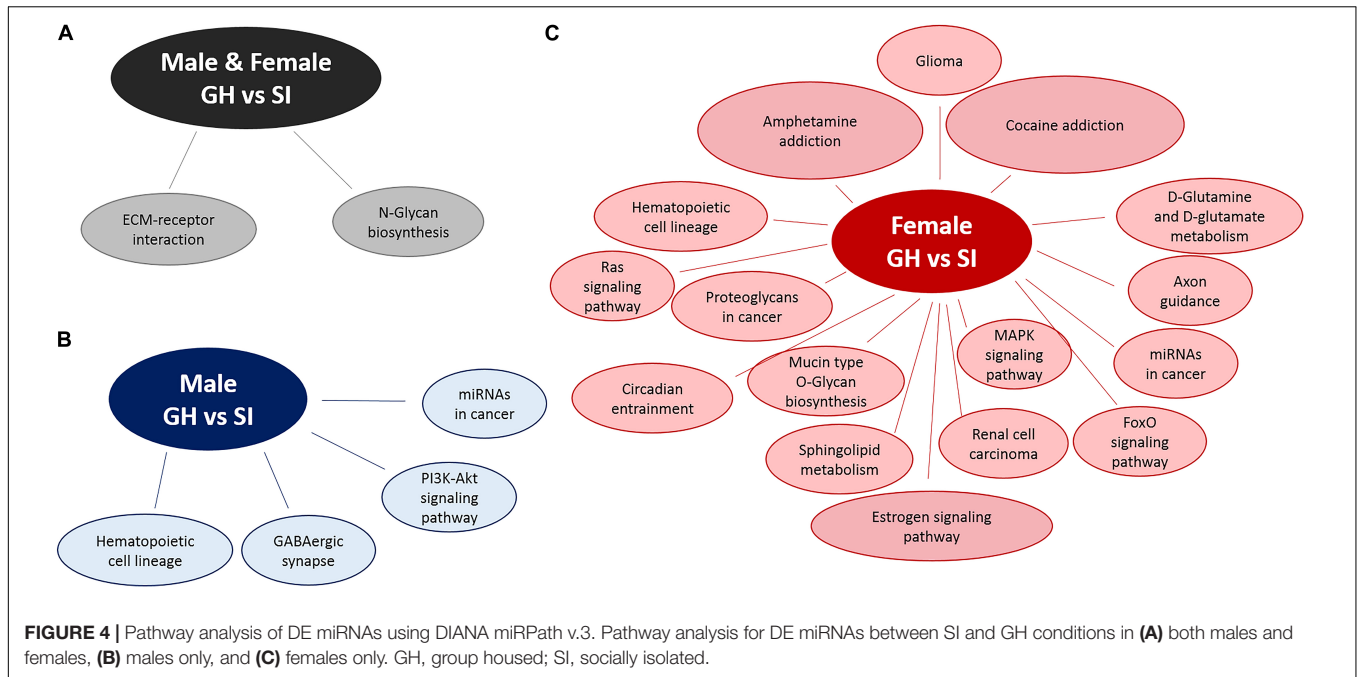 A
Male & Female
GH vs SI
ECM-receptor
interaction
N-Glycan
biosynthesis
B
Male
GH vs SI
miRNAs
in cancer
PI3K-Akt
signaling
pathway
GABAergic
synapse
Hematopoietic
cell lineage
C
Glioma
Amphetamine
addiction
Cocaine addiction
Female
GH vs SI
Hematopoietic
cell lineage
D-Glutamine
and D-glutamate
metabolism
Ras
signaling
pathway
Proteoglycans
in cancer
Axon
guidance
Circadian
entrainment
Mucin type
O-Glycan
biosynthesis
MAPK
signaling
pathway
miRNAs
in cancer
Sphingolipid
metabolism
Renal cell
carcinoma
FoxO
signaling
pathway
Estrogen signaling
pathway
FIGURE 4 | Pathway analysis of DE miRNAs using DIANA miRPath v.3. Pathway analysis for DE miRNAs between SI and GH conditions in (A) both males and
females, (B) males only, and (C) females only. GH, group housed; SI, socially isolated.